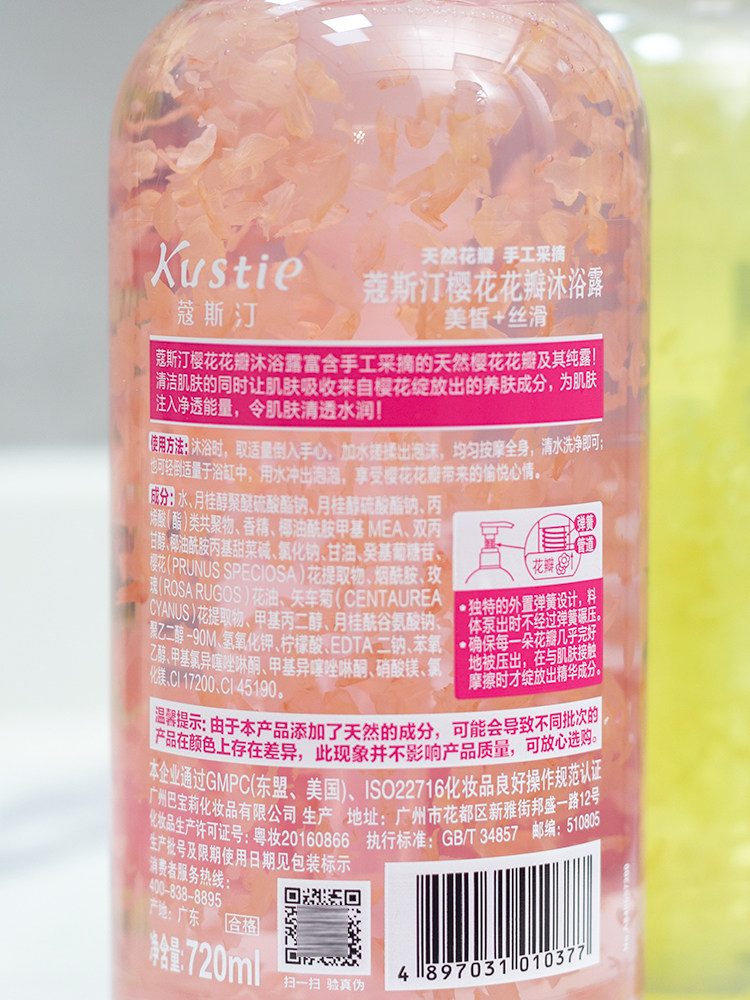 Kustie
蔻斯汀
天然花瓣 手工采摘
蔻斯汀樱花花瓣沐浴露
美皙+丝滑
蔻斯汀樱花花瓣沐浴露富含手工采摘的天然樱花花瓣及其纯露！
清洁肌肤的同时让肌肤吸收来自樱花绽放出的养肤成分，为肌肤
注入净透能量，令肌肤清透水润！
使用方法：沐浴时，取适量倒入手心，加水搓揉出泡沫，均匀按摩全身，清水洗净即可；
也可轻倒适量于浴缸中，用水冲出泡泡，享受樱花花瓣带来的愉悦心情。
成分：水、月桂醇聚醚硫酸酯钠、月桂醇硫酸酯钠、丙
烯酸（酯）类共聚物、香精、椰油酰胺甲基 MEA、双丙
甘醇、椰油酰胺丙基甜菜碱、氯化钠、甘油、癸基葡糖苷、
樱花（PRUNUS SPECIOSA）花提取物、烟酰胺、玫
瑰（ROSA RUGOS）花油、矢车菊（CENTAUREA
CYANUS）花提取物、甲基丙二醇、月桂酰谷氨酸钠、
聚乙二醇-90M、氢氧化钾、柠檬酸、EDTA 二钠、苯氧
乙醇、甲基氯异噻唑啉酮、甲基异噻唑啉酮、硝酸镁、氯
化镁、CI 17200、CI 45190。
弹簧
管道
花瓣
*独特的外置弹簧设计，料
体泵出时不经过弹簧碾压。
*确保每一朵花瓣几乎完好
地被压出，在与肌肤接触
摩擦时才绽放出精华成分。
温馨提示：由于本产品添加了天然的成分，可能会导致不同批次的
产品在颜色上存在差异，此现象并不影响产品质量，可放心选购。
本企业通过GMPC(东盟、美国)、ISO22716化妆品良好操作规范认证
广州巴宝莉化妆品有限公司 生产 地址：广州市花都区新雅街邦盛一路12号
化妆品生产许可证号：粤妆20160866 执行标准：GB/T 34857 邮编：510805
生产批号及限期使用日期见包装标示
消费者服务热线：
400-838-8895
产地：广东
合格
净含量:720ml
扫一扫 验真伪
4 897031 010377